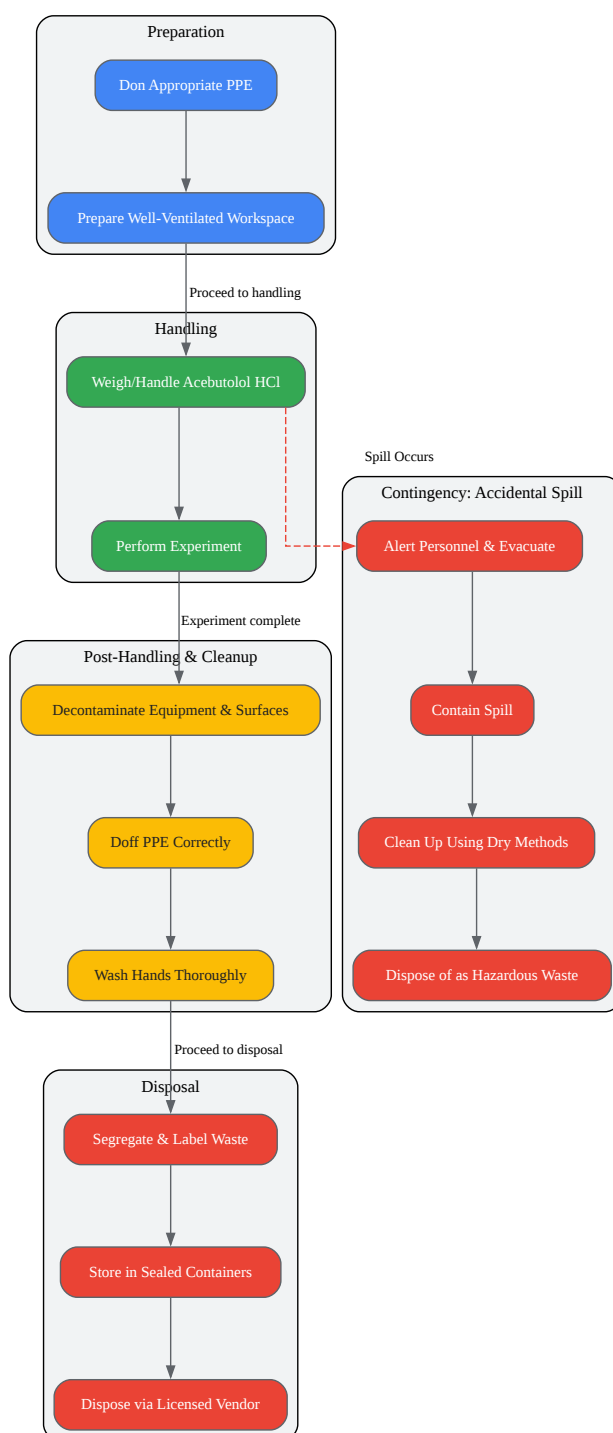 Preparation
Don Appropriate PPE
Prepare Well-Ventilated Workspace
Proceed to handling
Handling
Weigh/Handle Acebutolol HCl
Perform Experiment
Spill Occurs
Contingency: Accidental Spill
Alert Personnel & Evacuate
Contain Spill
Clean Up Using Dry Methods
Dispose of as Hazardous Waste
Experiment complete
Post-Handling & Cleanup
Decontaminate Equipment & Surfaces
Doff PPE Correctly
Wash Hands Thoroughly
Proceed to disposal
Disposal
Segregate & Label Waste
Store in Sealed Containers
Dispose via Licensed Vendor